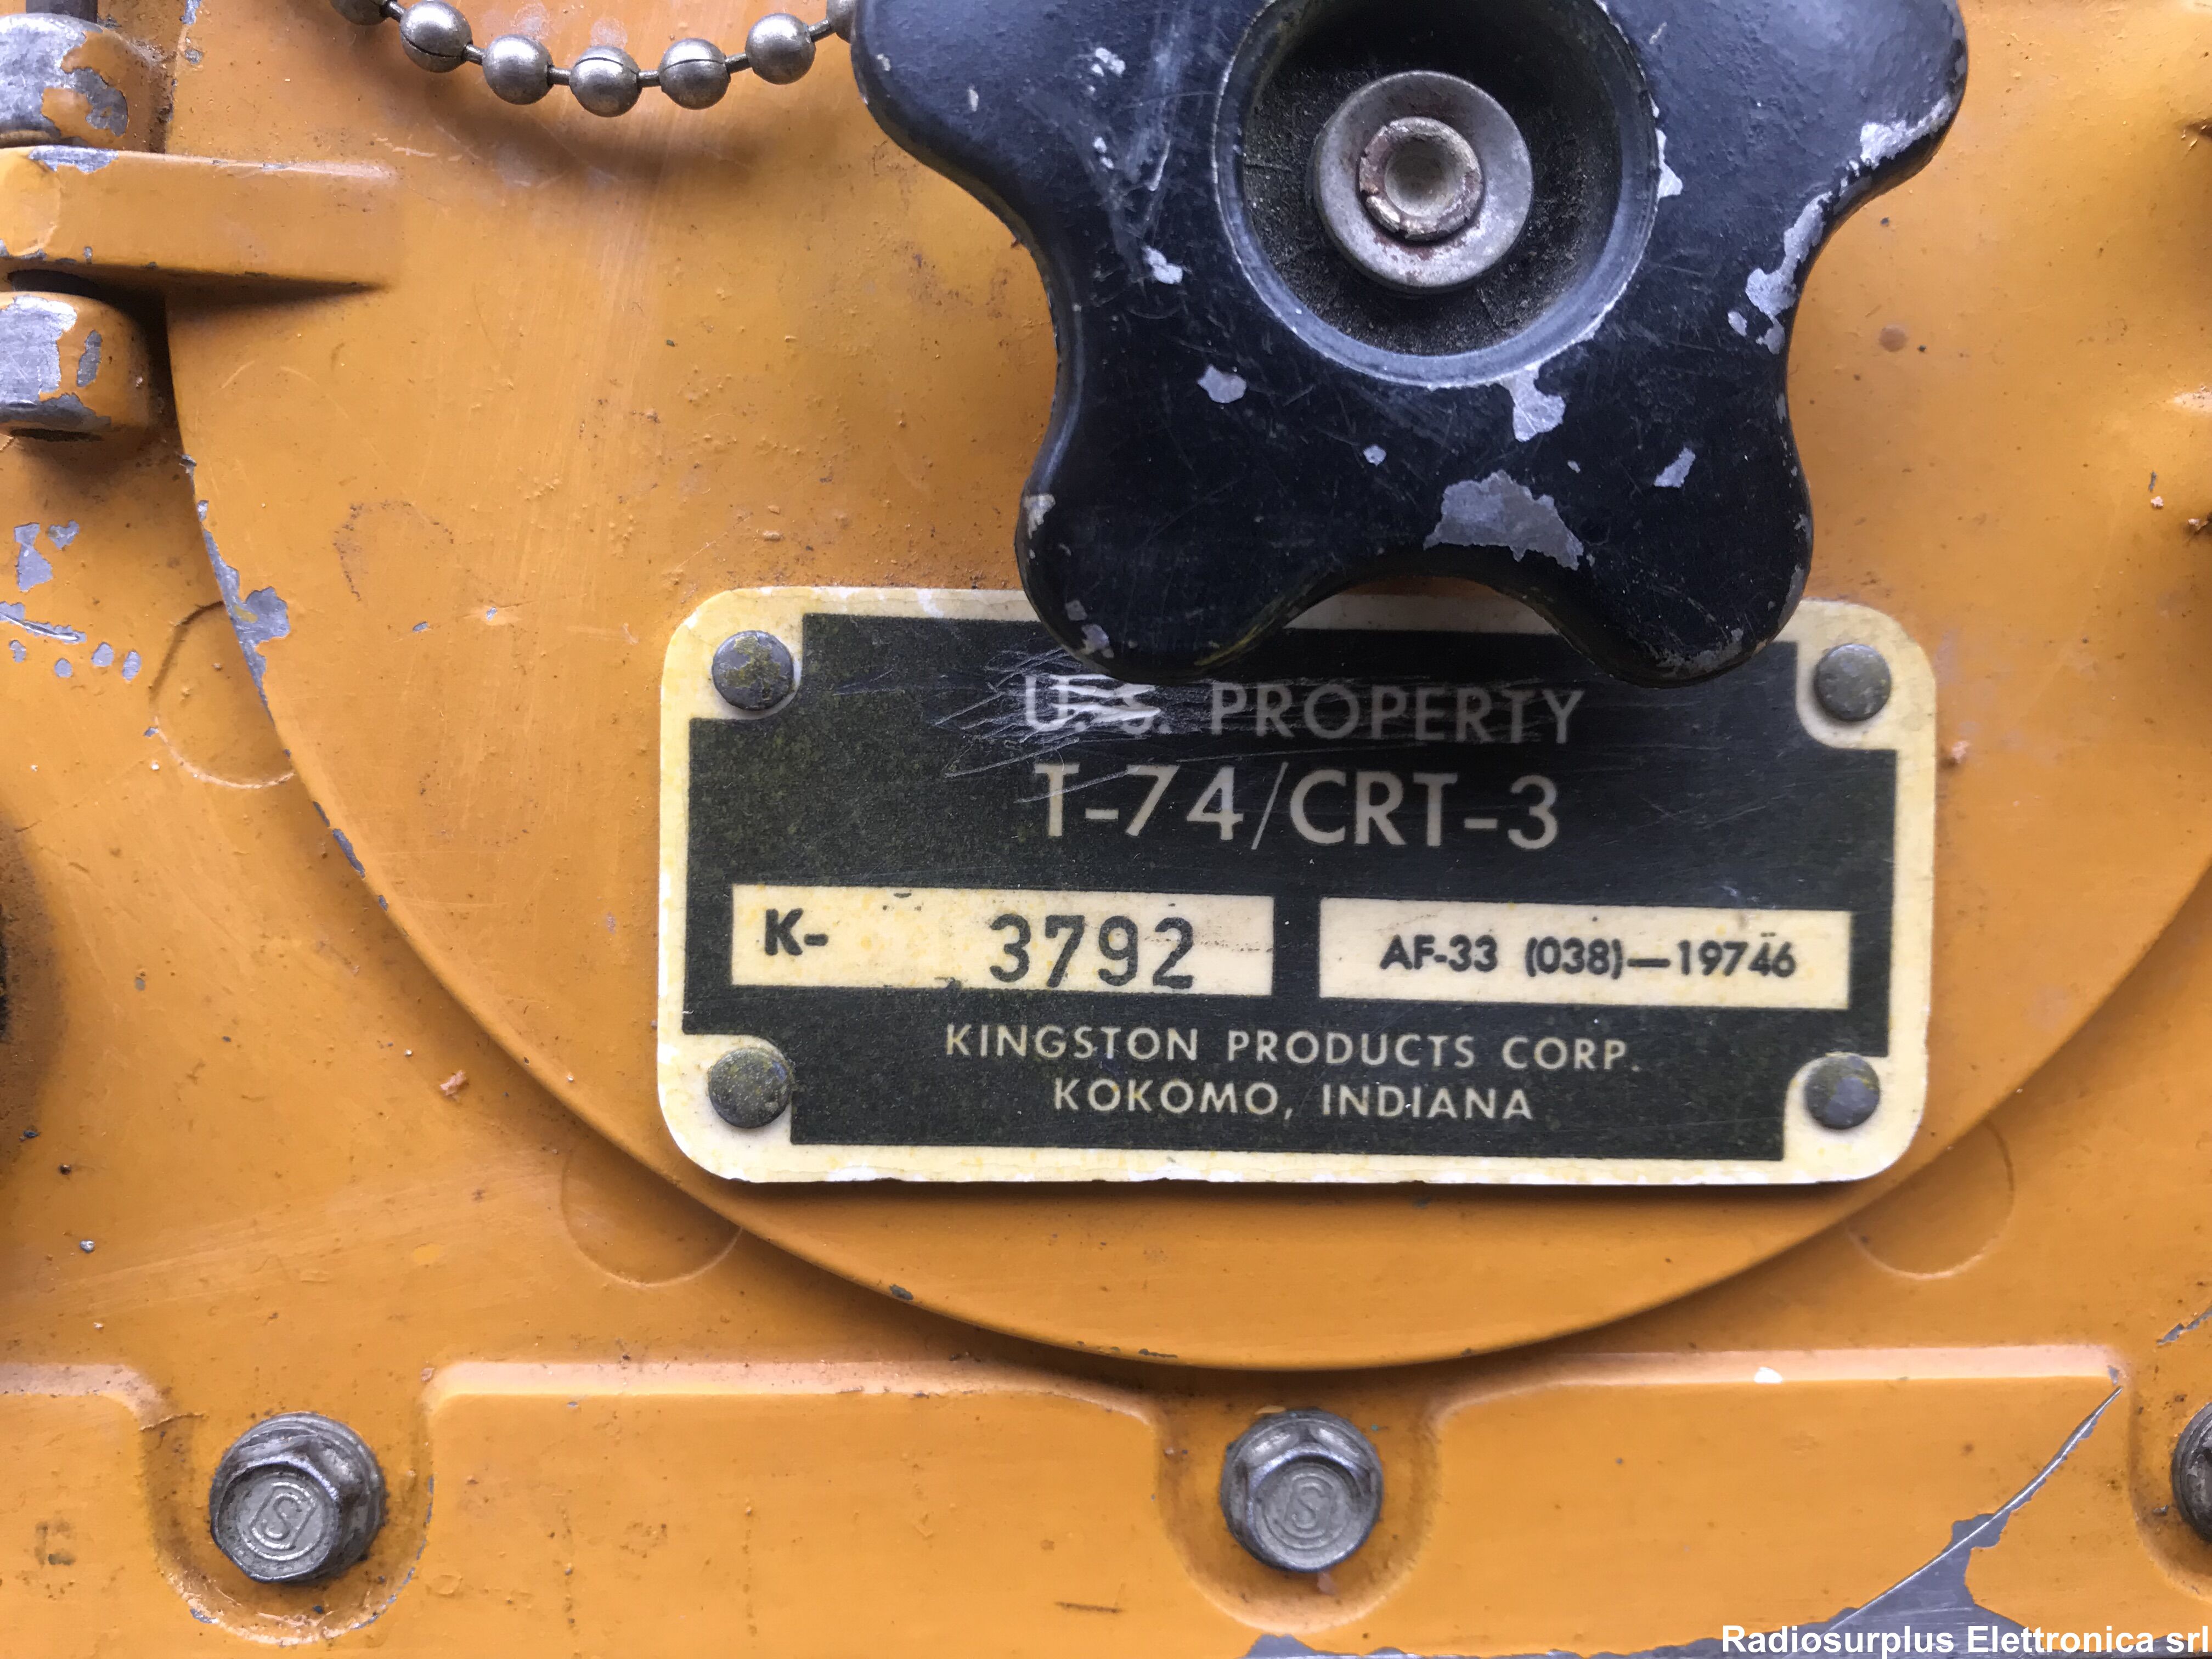 U.S. PROPERTY
T-74/CRT-3
K- 3792
AF-33 (038)—19746
KINGSTON PRODUCTS CORP.
KOKOMO, INDIANA
S
S
Radiosurplus Elettronica srl